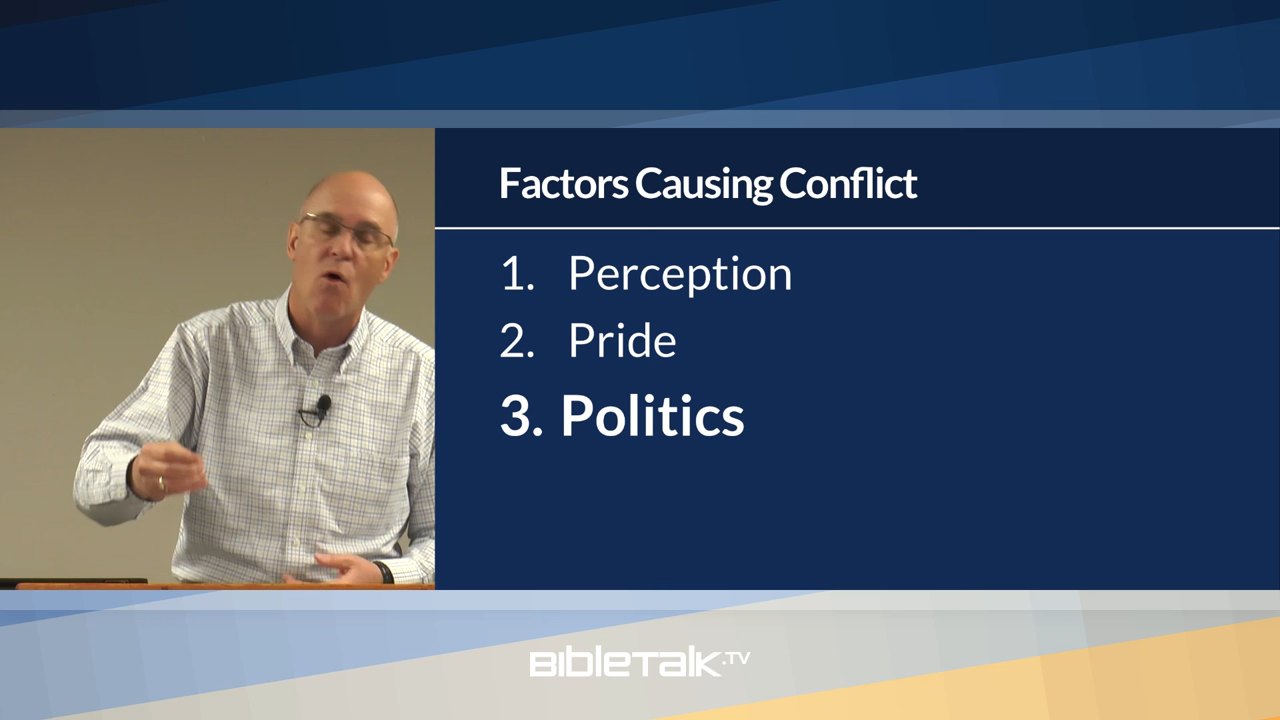 Factors Causing Conflict
1. Perception
2. Pride
3. Politics
BibleTalk.TV